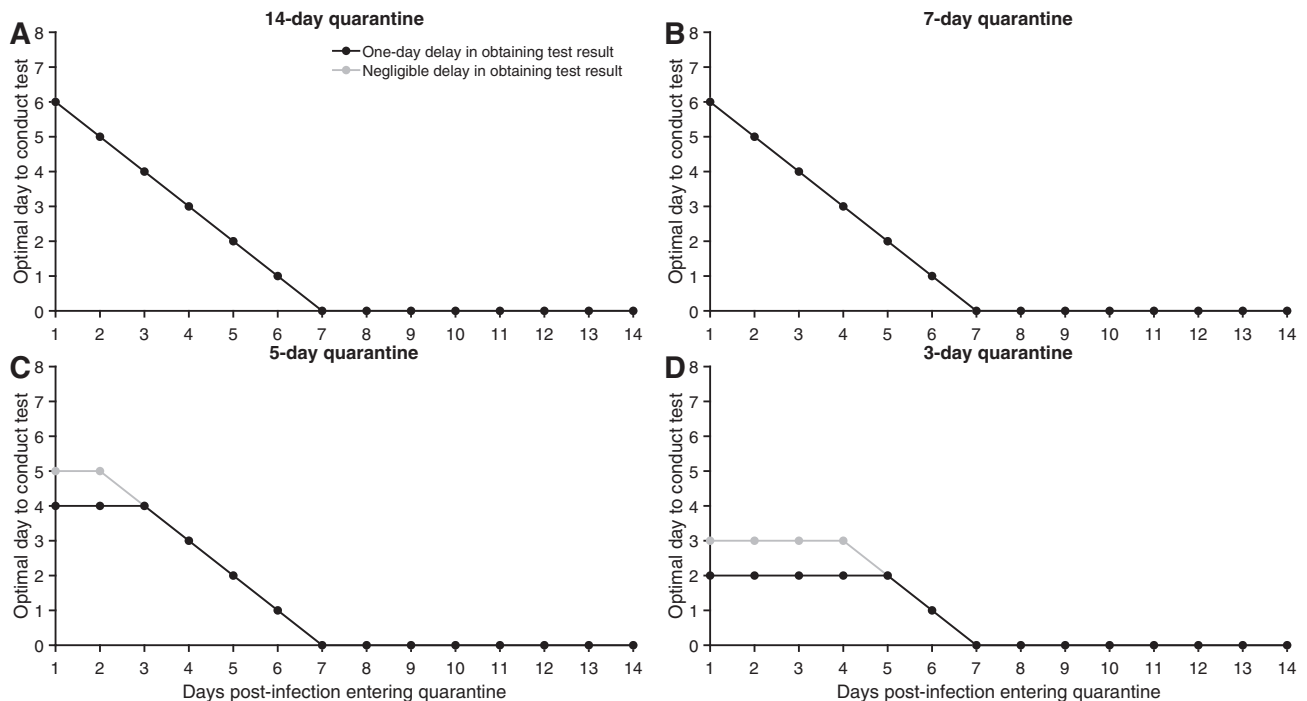 A
14-day quarantine
One-day delay in obtaining test result
Negligible delay in obtaining test result
Optimal day to conduct test
8
7
6
5
4
3
2
1
0
1 2 3 4 5 6 7 8 9 10 11 12 13 14
B
7-day quarantine
Optimal day to conduct test
8
7
6
5
4
3
2
1
0
1 2 3 4 5 6 7 8 9 10 11 12 13 14
C
5-day quarantine
Optimal day to conduct test
8
7
6
5
4
3
2
1
0
1 2 3 4 5 6 7 8 9 10 11 12 13 14
Days post-infection entering quarantine
D
3-day quarantine
Optimal day to conduct test
8
7
6
5
4
3
2
1
0
1 2 3 4 5 6 7 8 9 10 11 12 13 14
Days post-infection entering quarantine